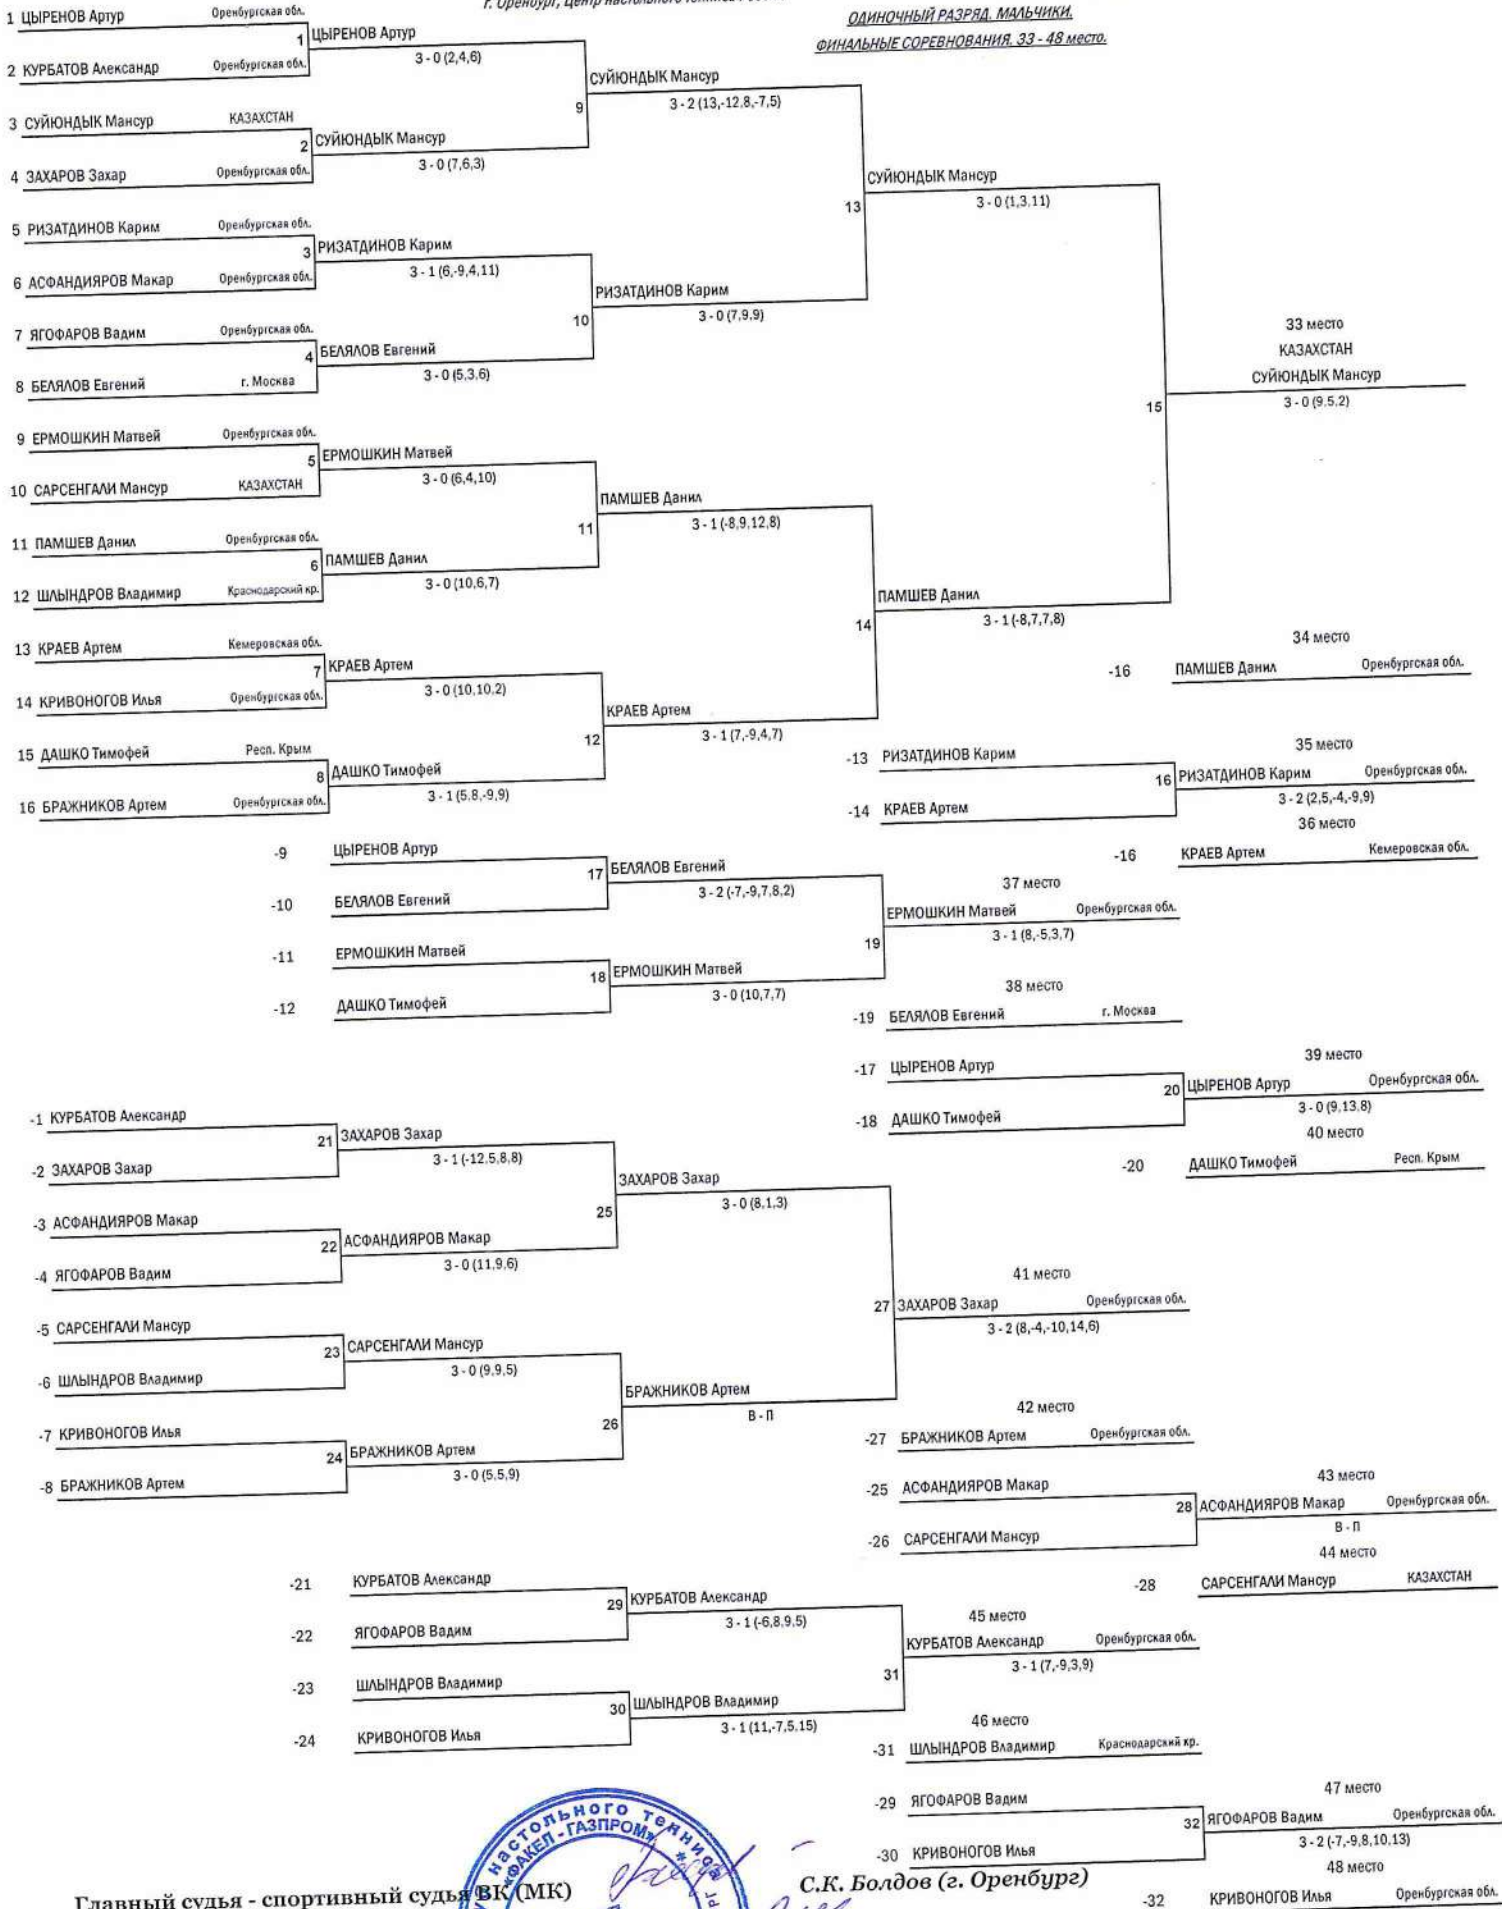 г. Оренбург, Центр настольного тенниса
ОДИНОЧНЫЙ РАЗРЯД. МАЛЬЧИКИ.
ФИНАЛЬНЫЕ СОРЕВНОВАНИЯ. 33 - 48 место.
1 ЦЫРЕНОВ Артур Оренбургская обл.
1 ЦЫРЕНОВ Артур
3 - 0 (2,4,6)
2 КУРБАТОВ Александр Оренбургская обл.
9 СУЙЮНДЫК Мансур
3 - 2 (13,-12.8,-7,5)
3 СУЙЮНДЫК Мансур КАЗАХСТАН
2 СУЙЮНДЫК Мансур
3 - 0 (7,6,3)
4 ЗАХАРОВ Захар Оренбургская обл.
13 СУЙЮНДЫК Мансур
3 - 0 (1,3,11)
5 РИЗАТДИНОВ Карим Оренбургская обл.
3 РИЗАТДИНОВ Карим
3 - 1 (6,-9,4,11)
6 АСФАНДИЯРОВ Макар Оренбургская обл.
10 РИЗАТДИНОВ Карим
3 - 0 (7,9,9)
7 ЯГОФАРОВ Вадим Оренбургская обл.
4 БЕЛЯЛОВ Евгений
3 - 0 (5,3,6)
8 БЕЛЯЛОВ Евгений г. Москва
33 место
КАЗАХСТАН
15 СУЙЮНДЫК Мансур
3 - 0 (9.5.2)
9 ЕРМОШКИН Матвей Оренбургская обл.
5 ЕРМОШКИН Матвей
3 - 0 (6,4,10)
10 САРСЕНГАЛИ Мансур КАЗАХСТАН
11 ПАМШЕВ Данил
3 - 1 (-8,9,12,8)
11 ПАМШЕВ Данил Оренбургская обл.
6 ПАМШЕВ Данил
3 - 0 (10,6,7)
12 ШЛЫНДРОВ Владимир Краснодарский кр.
14 ПАМШЕВ Данил
3 - 1 (-8,7,7,8)
13 КРАЕВ Артем Кемеровская обл.
7 КРАЕВ Артем
3 - 0 (10,10,2)
14 КРИВОНОГОВ Илья Оренбургская обл.
34 место
-16 ПАМШЕВ Данил Оренбургская обл.
12 КРАЕВ Артем
3 - 1 (7,-9,4,7)
15 ДАШКО Тимофей Респ. Крым
8 ДАШКО Тимофей
3 - 1 (5.8,-9,9)
16 БРАЖНИКОВ Артем Оренбургская обл.
-13 РИЗАТДИНОВ Карим
35 место
16 РИЗАТДИНОВ Карим Оренбургская обл.
3 - 2 (2,5,-4,-9,9)
-14 КРАЕВ Артем
36 место
-16 КРАЕВ Артем Кемеровская обл.
-9 ЦЫРЕНОВ Артур
17 БЕЛЯЛОВ Евгений
3 - 2 (-7,-9,7,8,2)
-10 БЕЛЯЛОВ Евгений
37 место
19 ЕРМОШКИН Матвей Оренбургская обл.
3 - 1 (8,-5,3,7)
-11 ЕРМОШКИН Матвей
18 ЕРМОШКИН Матвей
3 - 0 (10,7,7)
-12 ДАШКО Тимофей
38 место
-19 БЕЛЯЛОВ Евгений г. Москва
-17 ЦЫРЕНОВ Артур
39 место
20 ЦЫРЕНОВ Артур Оренбургская обл.
3 - 0 (9,13,8)
-18 ДАШКО Тимофей
40 место
-20 ДАШКО Тимофей Респ. Крым
-1 КУРБАТОВ Александр
21 ЗАХАРОВ Захар
3 - 1 (-12,5,8,8)
-2 ЗАХАРОВ Захар
25 ЗАХАРОВ Захар
3 - 0 (8,1,3)
-3 АСФАНДИЯРОВ Макар
22 АСФАНДИЯРОВ Макар
3 - 0 (11,9,6)
-4 ЯГОФАРОВ Вадим
41 место
27 ЗАХАРОВ Захар Оренбургская обл.
3 - 2 (8,-4,-10,14,6)
-5 САРСЕНГАЛИ Мансур
23 САРСЕНГАЛИ Мансур
3 - 0 (9,9,5)
-6 ШЛЫНДРОВ Владимир
26 БРАЖНИКОВ Артем
В - П
-7 КРИВОНОГОВ Илья
24 БРАЖНИКОВ Артем
3 - 0 (5,5,9)
-8 БРАЖНИКОВ Артем
42 место
-27 БРАЖНИКОВ Артем Оренбургская обл.
-25 АСФАНДИЯРОВ Макар
43 место
28 АСФАНДИЯРОВ Макар Оренбургская обл.
В - П
-26 САРСЕНГАЛИ Мансур
44 место
-28 САРСЕНГАЛИ Мансур КАЗАХСТАН
-21 КУРБАТОВ Александр
29 КУРБАТОВ Александр
3 - 1 (-6,8,9,5)
-22 ЯГОФАРОВ Вадим
45 место
31 КУРБАТОВ Александр Оренбургская обл.
3 - 1 (7,-9,3,9)
-23 ШЛЫНДРОВ Владимир
30 ШЛЫНДРОВ Владимир
3 - 1 (11,-7,5,15)
-24 КРИВОНОГОВ Илья
46 место
-31 ШЛЫНДРОВ Владимир Краснодарский кр.
-29 ЯГОФАРОВ Вадим
47 место
32 ЯГОФАРОВ Вадим Оренбургская обл.
3 - 2 (-7,-9,8,10,13)
-30 КРИВОНОГОВ Илья
48 место
-32 КРИВОНОГОВ Илья Оренбургская обл.
настольного тенниса
«ФАКЕЛ - ГАЗПРОМ»
Главный судья - спортивный судья ВК (МК)
С.К. Болдов (г. Оренбург)